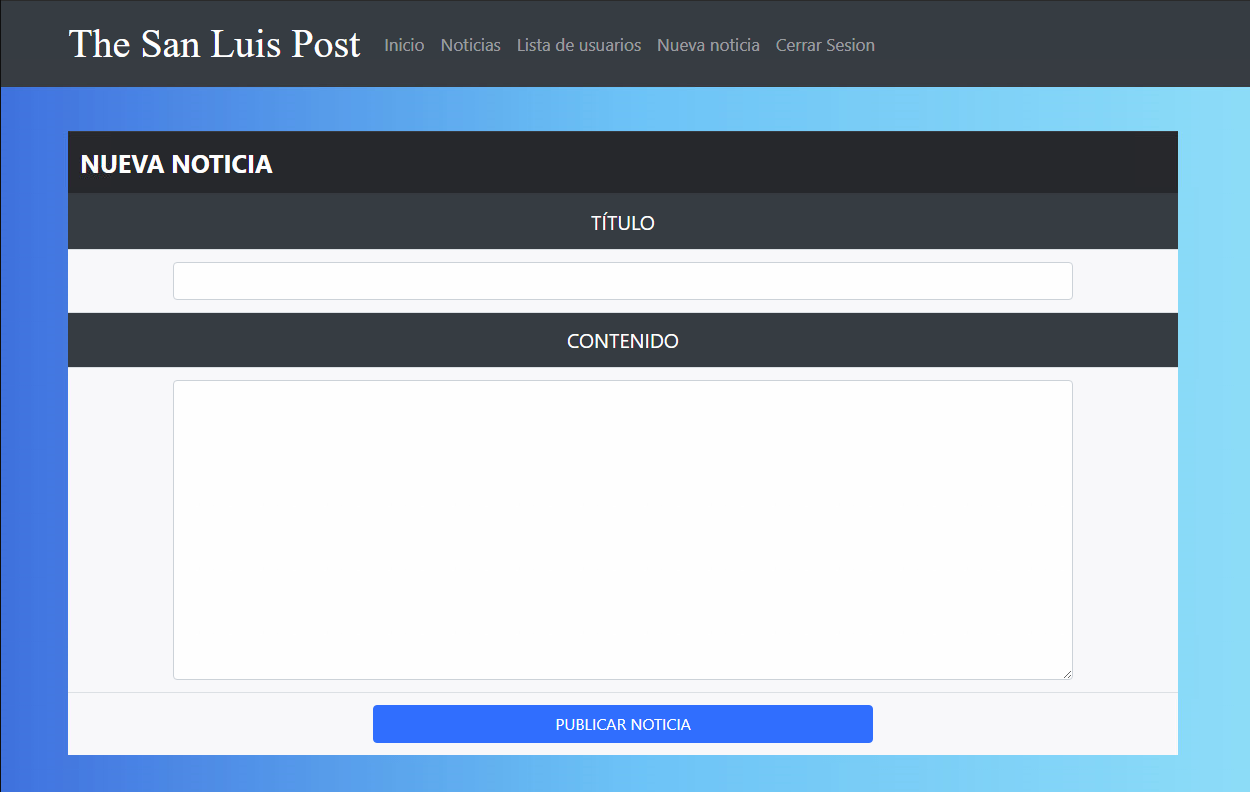 The San Luis Post Inicio Noticias Lista de usuarios Nueva noticia Cerrar Sesion
NUEVA NOTICIA
TÍTULO
CONTENIDO
PUBLICAR NOTICIA